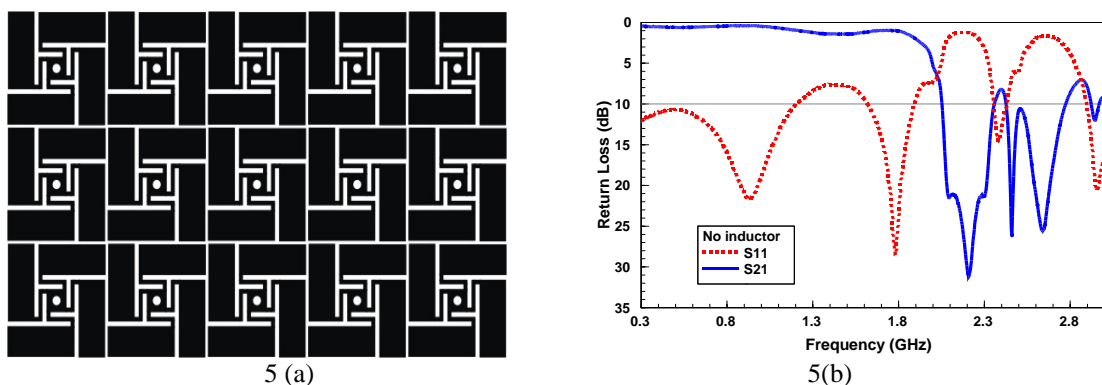 0
5
10
15
20
25
30
35
Return Loss (dB)
No inductor
S11
S21
0.3 0.8 1.3 1.8 2.3 2.8
Frequency (GHz)
5 (a) 5(b)